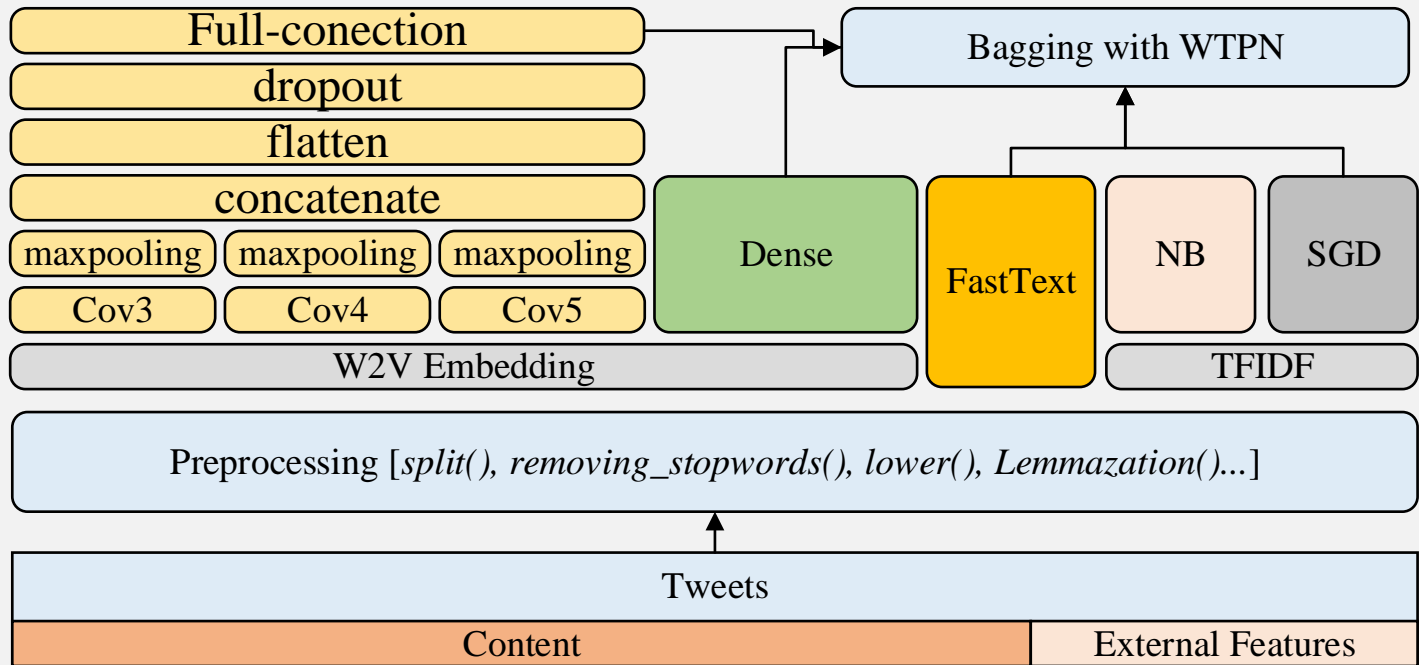 Full-conection
Bagging with WTPN
dropout
flatten
concatenate
maxpooling
maxpooling
maxpooling
Dense
FastText
NB
SGD
Cov3
Cov4
Cov5
W2V Embedding
TFIDF
Preprocessing [split(), removing_stopwords(), lower(), Lemmazation()...]
Tweets
Content
External Features